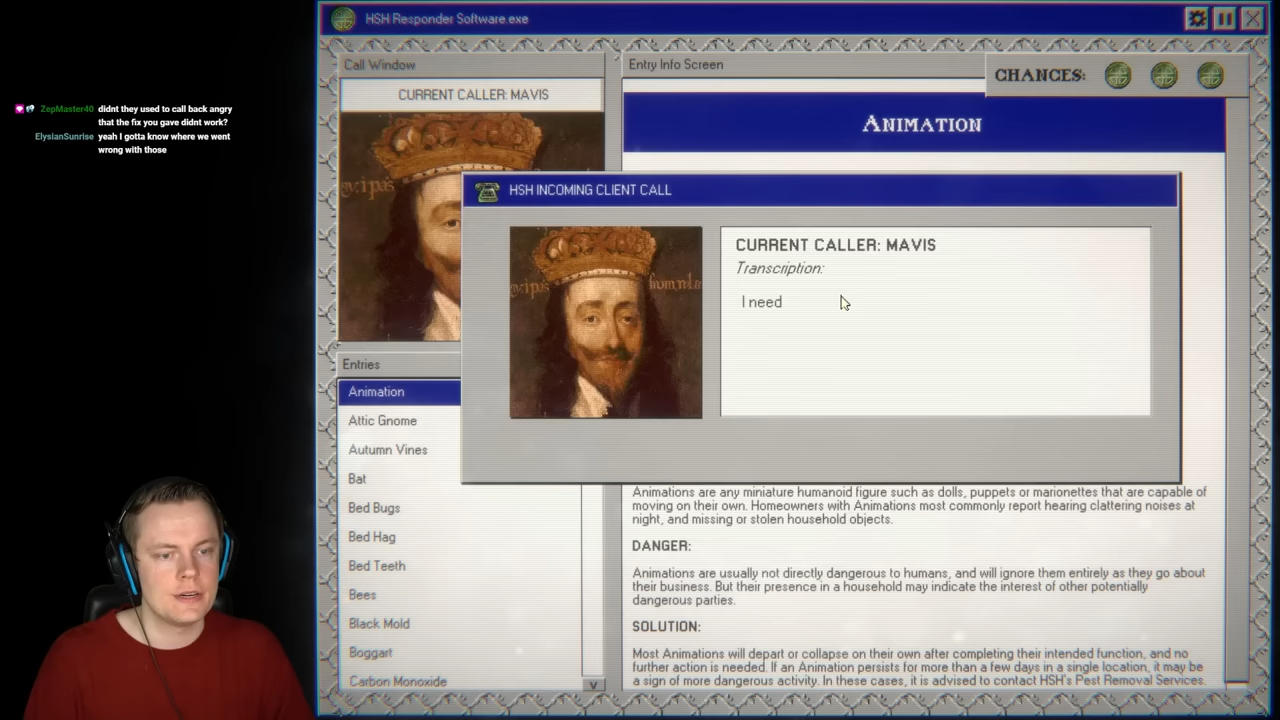 HSH Responder Software.exe
Call Window
Entry Info Screen
CHANCES:
CURRENT CALLER: MAVIS
ANIMATION
ZepMaster40 didnt they used to call back angry
that the fix you gave didnt work?
ElysianSunrise yeah I gotta know where we went
wrong with those
HSH INCOMING CLIENT CALL
CURRENT CALLER: MAVIS
Transcription:
I need
Entries
Animation
Attic Gnome
Autumn Vines
Bat
Bed Bugs
Bed Hag
Bed Teeth
Bees
Black Mold
Boggart
Carbon Monoxide
Animations are any miniature humanoid figure such as dolls, puppets or marionettes that are capable of
moving on their own. Homeowners with Animations most commonly report hearing clattering noises at
night, and missing or stolen household objects.
DANGER:
Animations are usually not directly dangerous to humans, and will ignore them entirely as they go about
their business. But their presence in a household may indicate the interest of other potentially
dangerous parties.
SOLUTION:
Most Animations will depart or collapse on their own after completing their intended function, and no
further action is needed. If an Animation persists for more than a few days in a single location, it may be
a sign of more dangerous activity. In these cases, it is advised to contact HSH's Pest Removal Services.